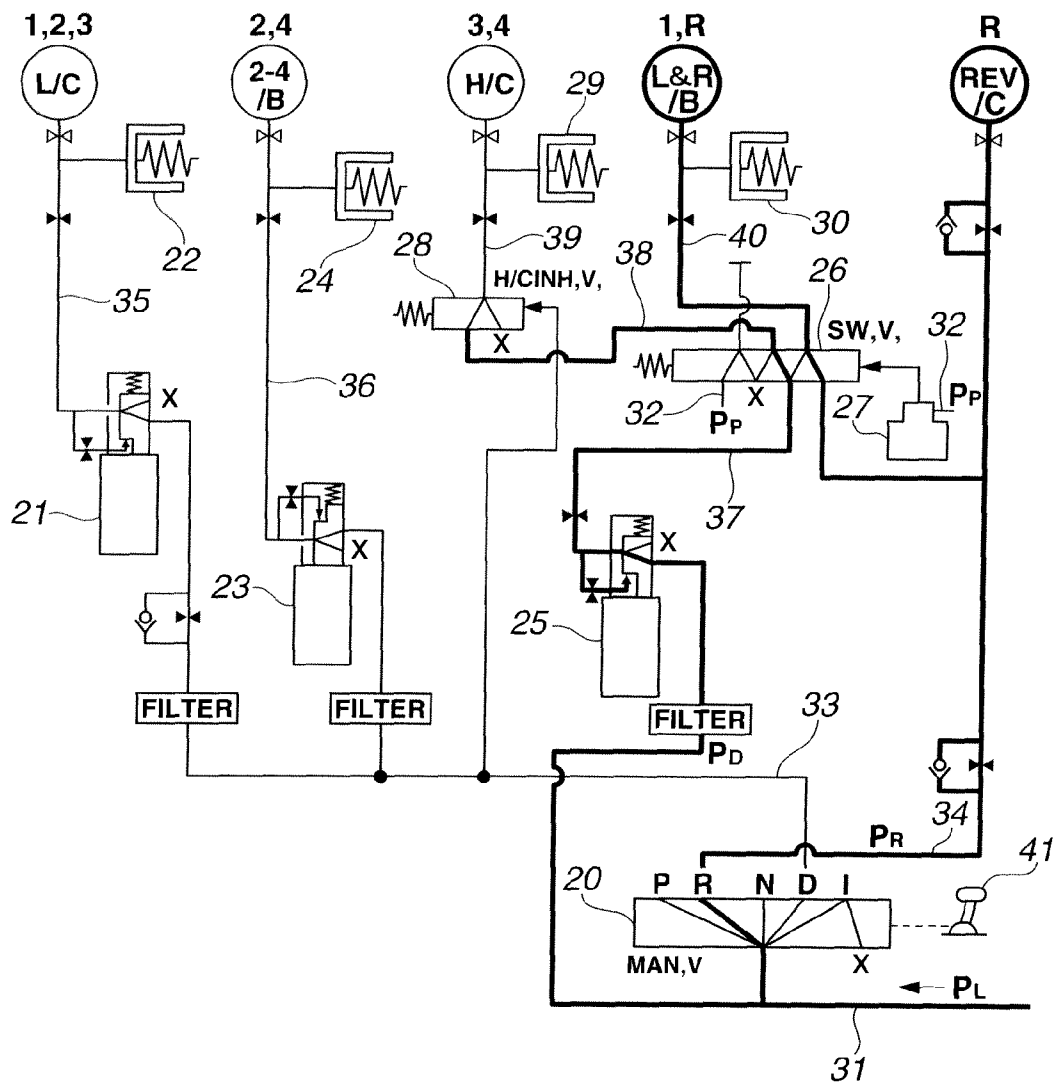 1,2,3 2,4 3,4 1,R R
L/C 2-4 /B H/C L&R /B REV /C
29
22
24
30
28
39
38
40
26
H/CINH,V,
SW,V,
32
35
X
36
X
32
PP
X
27
PP
21
37
X
23
X
25
FILTER FILTER FILTER
33
PD
34
PR
41
20
P R N D I
MAN,V
X
PL
31